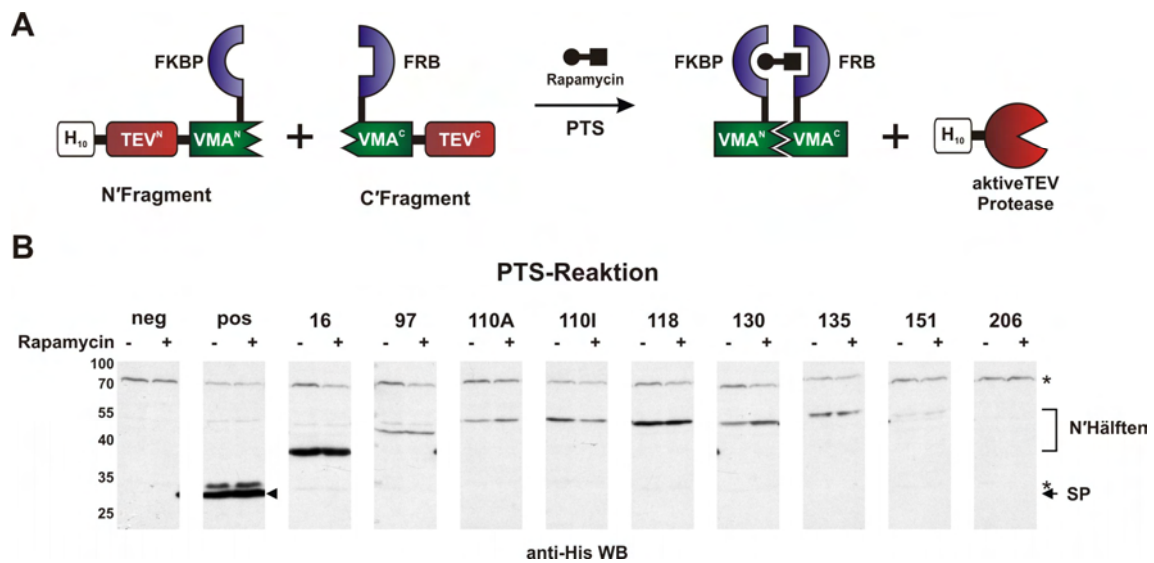 A
FKBP
FRB
Rapamycin
PTS
FKBP
FRB
H10
TEVN
VMAN
+
VMAC
TEVC
VMAN
VMAC
+
H10
N'Fragment
C'Fragment
aktiveTEV
Protease
B
PTS-Reaktion
neg pos 16 97 110A 110I 118 130 135 151 206
Rapamycin - + - + - + - + - + - + - + - + - + - + - +
100
70 *
55
N'Hälften
40
35
*
SP
25
anti-His WB